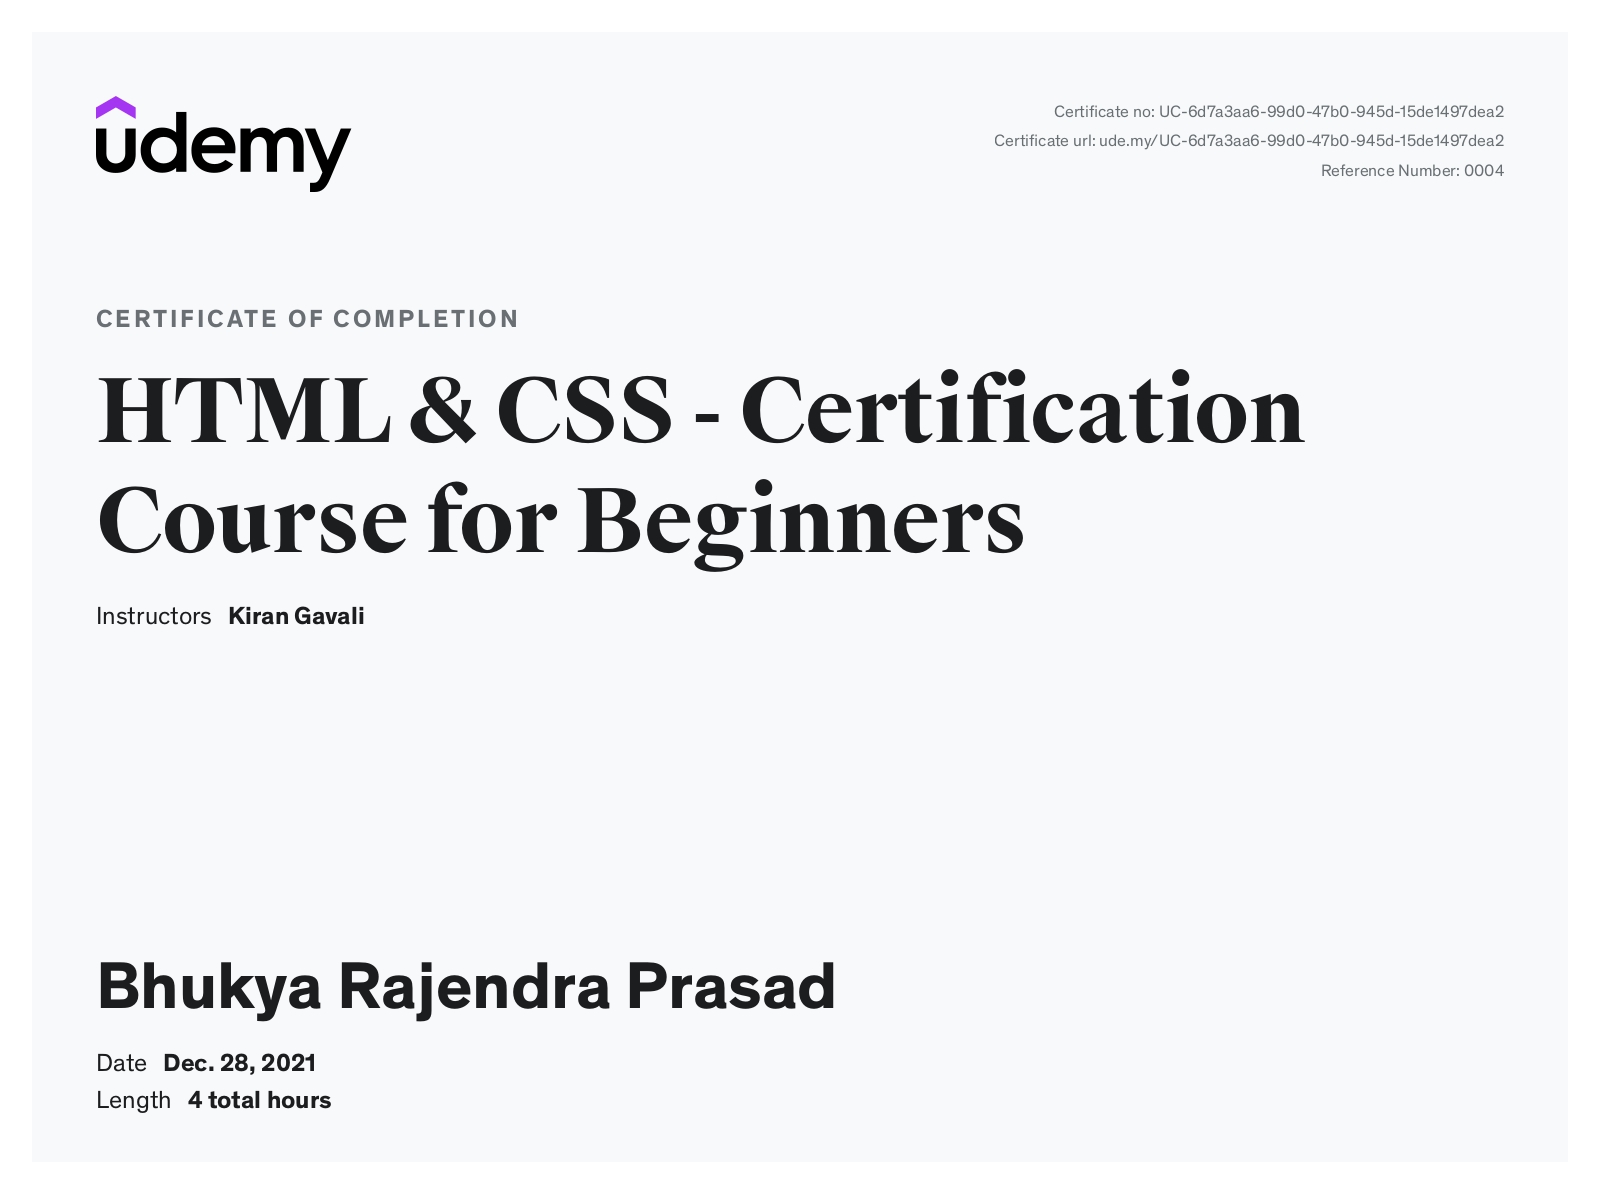 udemy
Certificate no: UC-6d7a3aa6-99d0-47b0-945d-15de1497dea2
Certificate url: ude.my/UC-6d7a3aa6-99d0-47b0-945d-15de1497dea2
Reference Number: 0004
CERTIFICATE OF COMPLETION
HTML & CSS - Certification
Course for Beginners
Instructors Kiran Gavali
Bhukya Rajendra Prasad
Date Dec. 28, 2021
Length 4 total hours